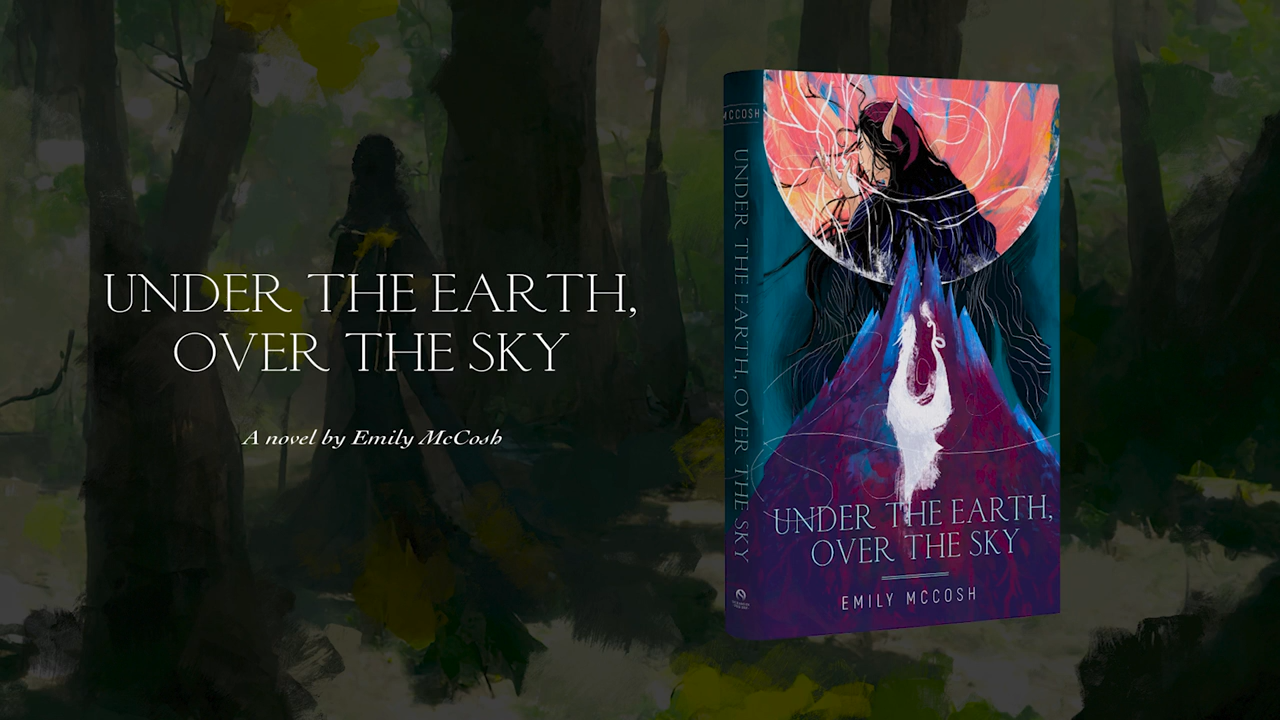 UNDER THE EARTH,
OVER THE SKY
A novel by Emily McCosh
MCCOSH
UNDER THE EARTH, OVER THE SKY
UNDER THE EARTH,
OVER THE SKY
EMILY MCCOSH